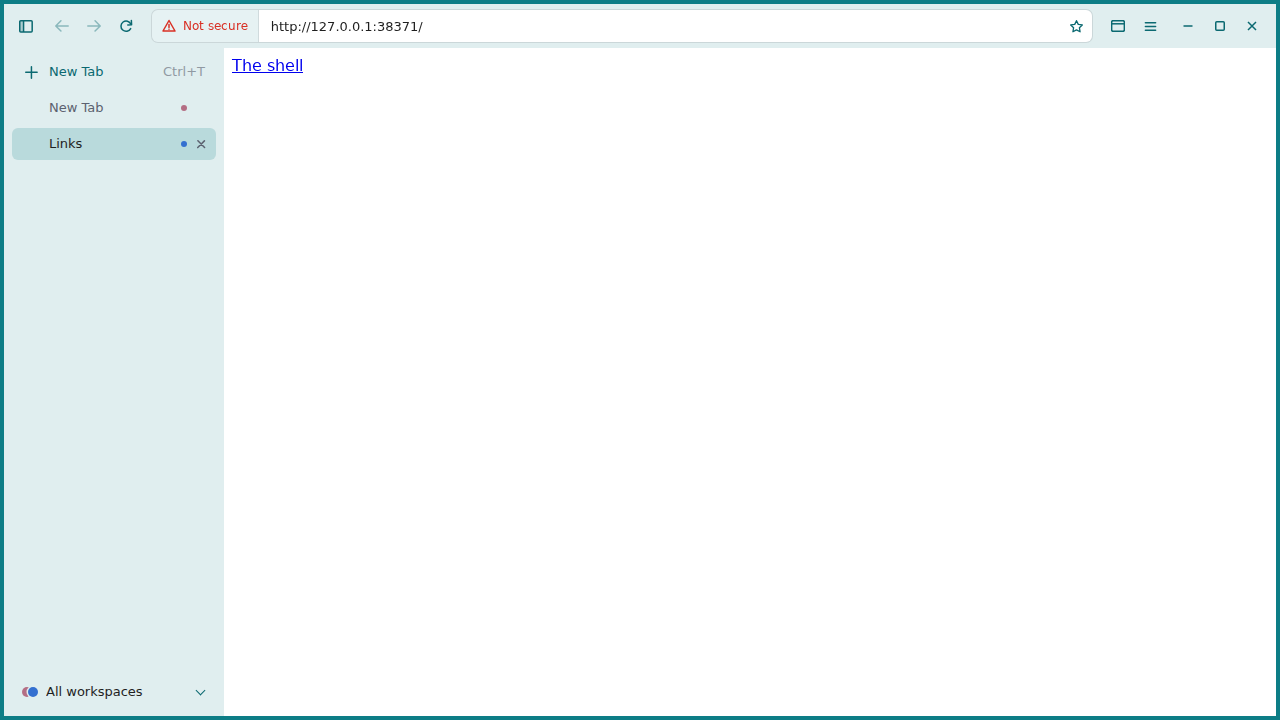 Not secure
http://127.0.0.1:38371/
New Tab
Ctrl+T
New Tab
Links
The shell
All workspaces